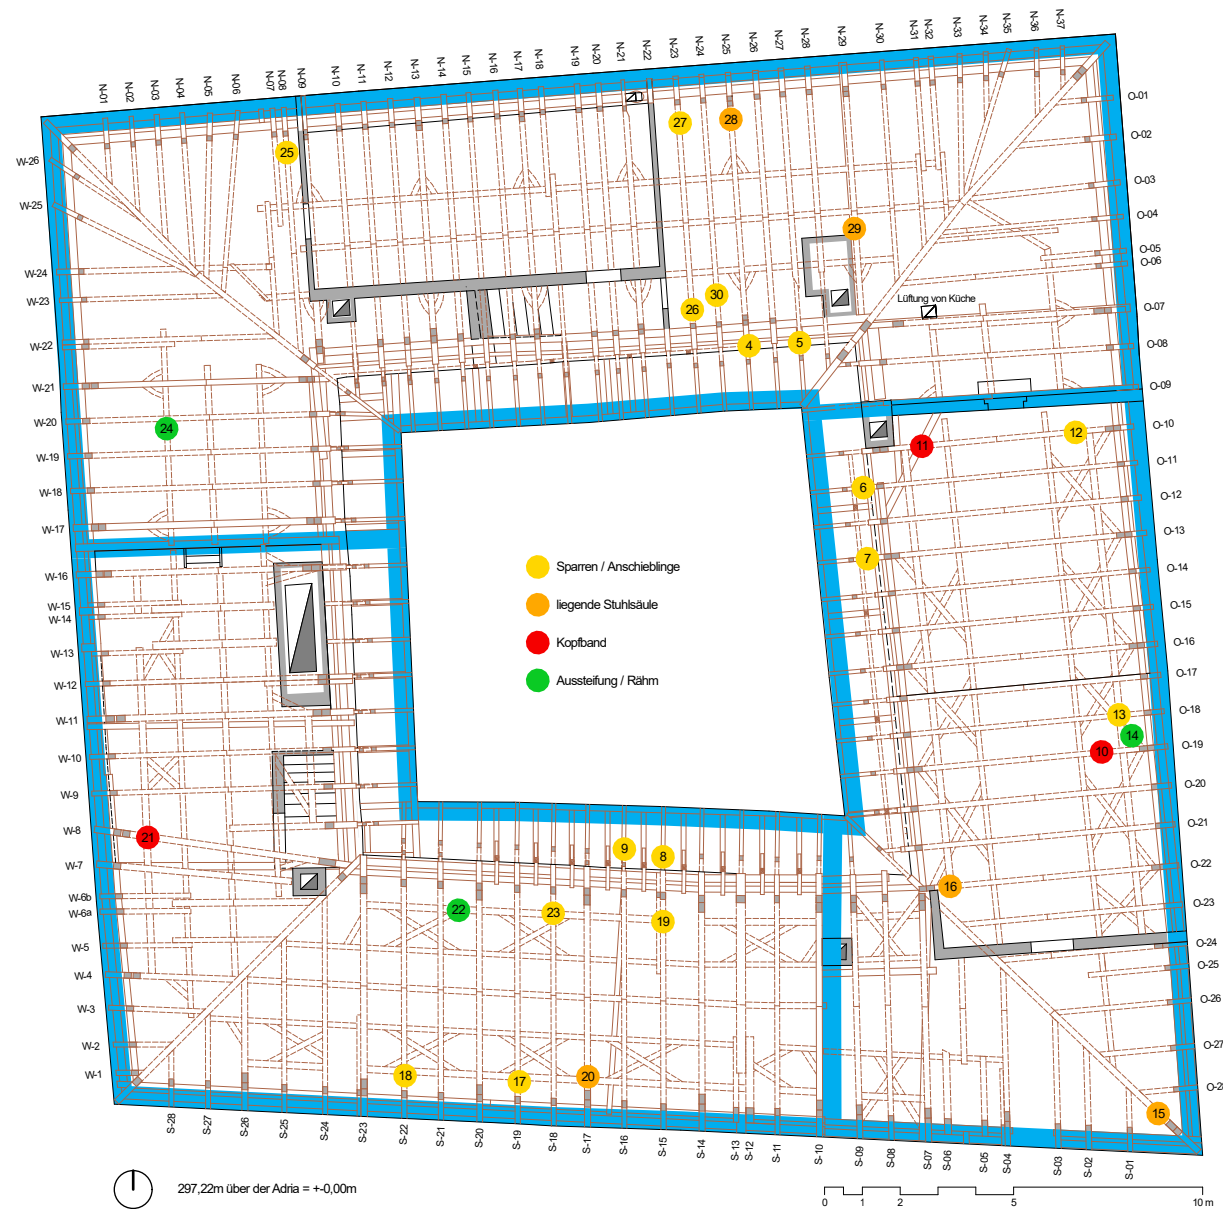 N-01
N-02
N-03
N-04
N-05
N-06
N-07
N-08
N-09
N-10
N-11
N-12
N-13
N-14
N-15
N-16
N-17
N-18
N-19
N-20
N-21
N-22
N-23
N-24
N-25
N-26
N-27
N-28
N-29
N-30
N-31
N-32
N-33
N-34
N-35
N-36
N-37
W-26
W-25
W-24
W-23
W-22
W-21
W-20
W-19
W-18
W-17
W-16
W-15
W-14
W-13
W-12
W-11
W-10
W-9
W-8
W-7
W-6b
W-6a
W-5
W-4
W-3
W-2
W-1
O-01
O-02
O-03
O-04
O-05
O-06
O-07
O-08
O-09
O-10
O-11
O-12
O-13
O-14
O-15
O-16
O-17
O-18
O-19
O-20
O-21
O-22
O-23
O-24
O-25
O-26
O-27
O-28
25
27
28
29
30
26
4
5
Lüftung von Küche
24
12
11
6
7
Sparren / Anschieblinge
liegende Stuhlsäule
Kopfband
Aussteifung / Rähm
13
14
10
21
9
8
16
22
23
19
18
17
20
15
S-28
S-27
S-26
S-25
S-24
S-23
S-22
S-21
S-20
S-19
S-18
S-17
S-16
S-15
S-14
S-13
S-12
S-11
S-10
S-09
S-08
S-07
S-06
S-05
S-04
S-03
S-02
S-01
297,22m über der Adria = +-0,00m
0 1 2 5 10 m